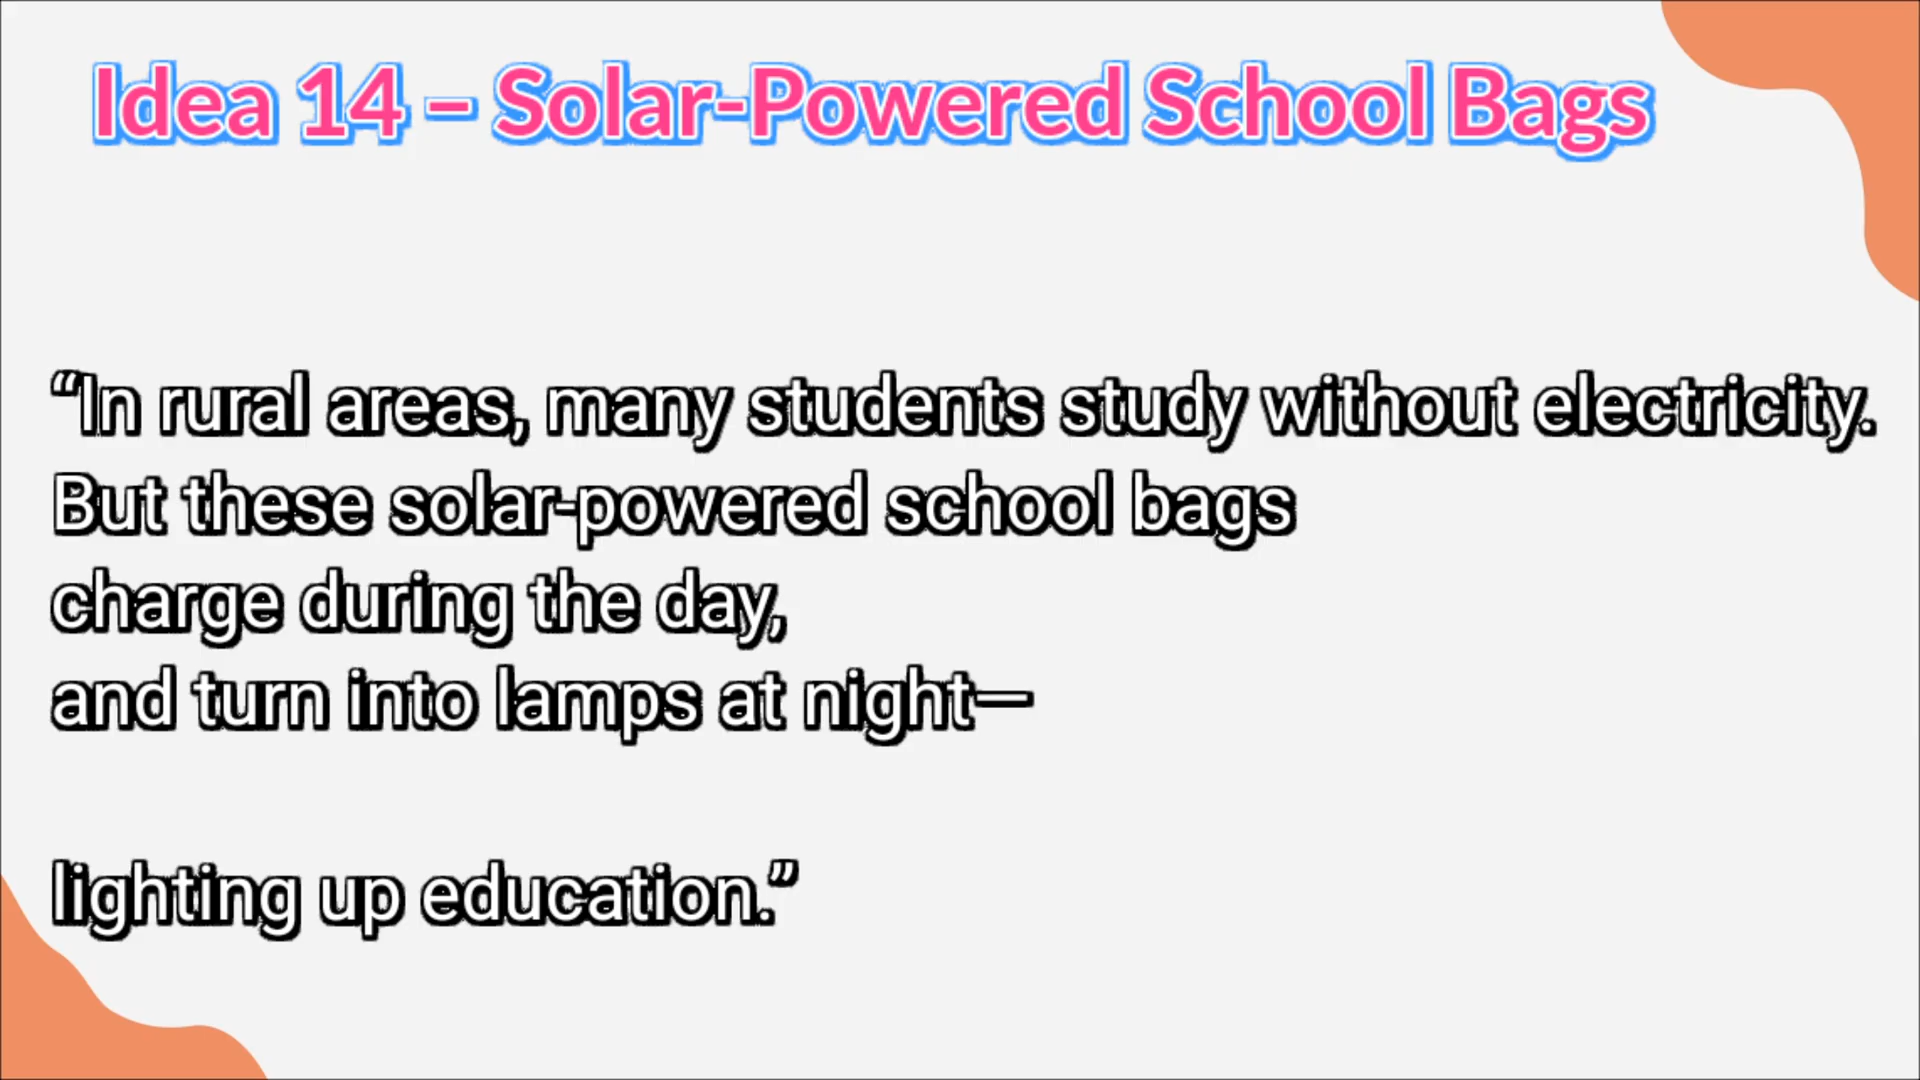 Idea 14 – Solar-Powered School Bags
“In rural areas, many students study without electricity.
But these solar-powered school bags
charge during the day,
and turn into lamps at night—
lighting up education.”